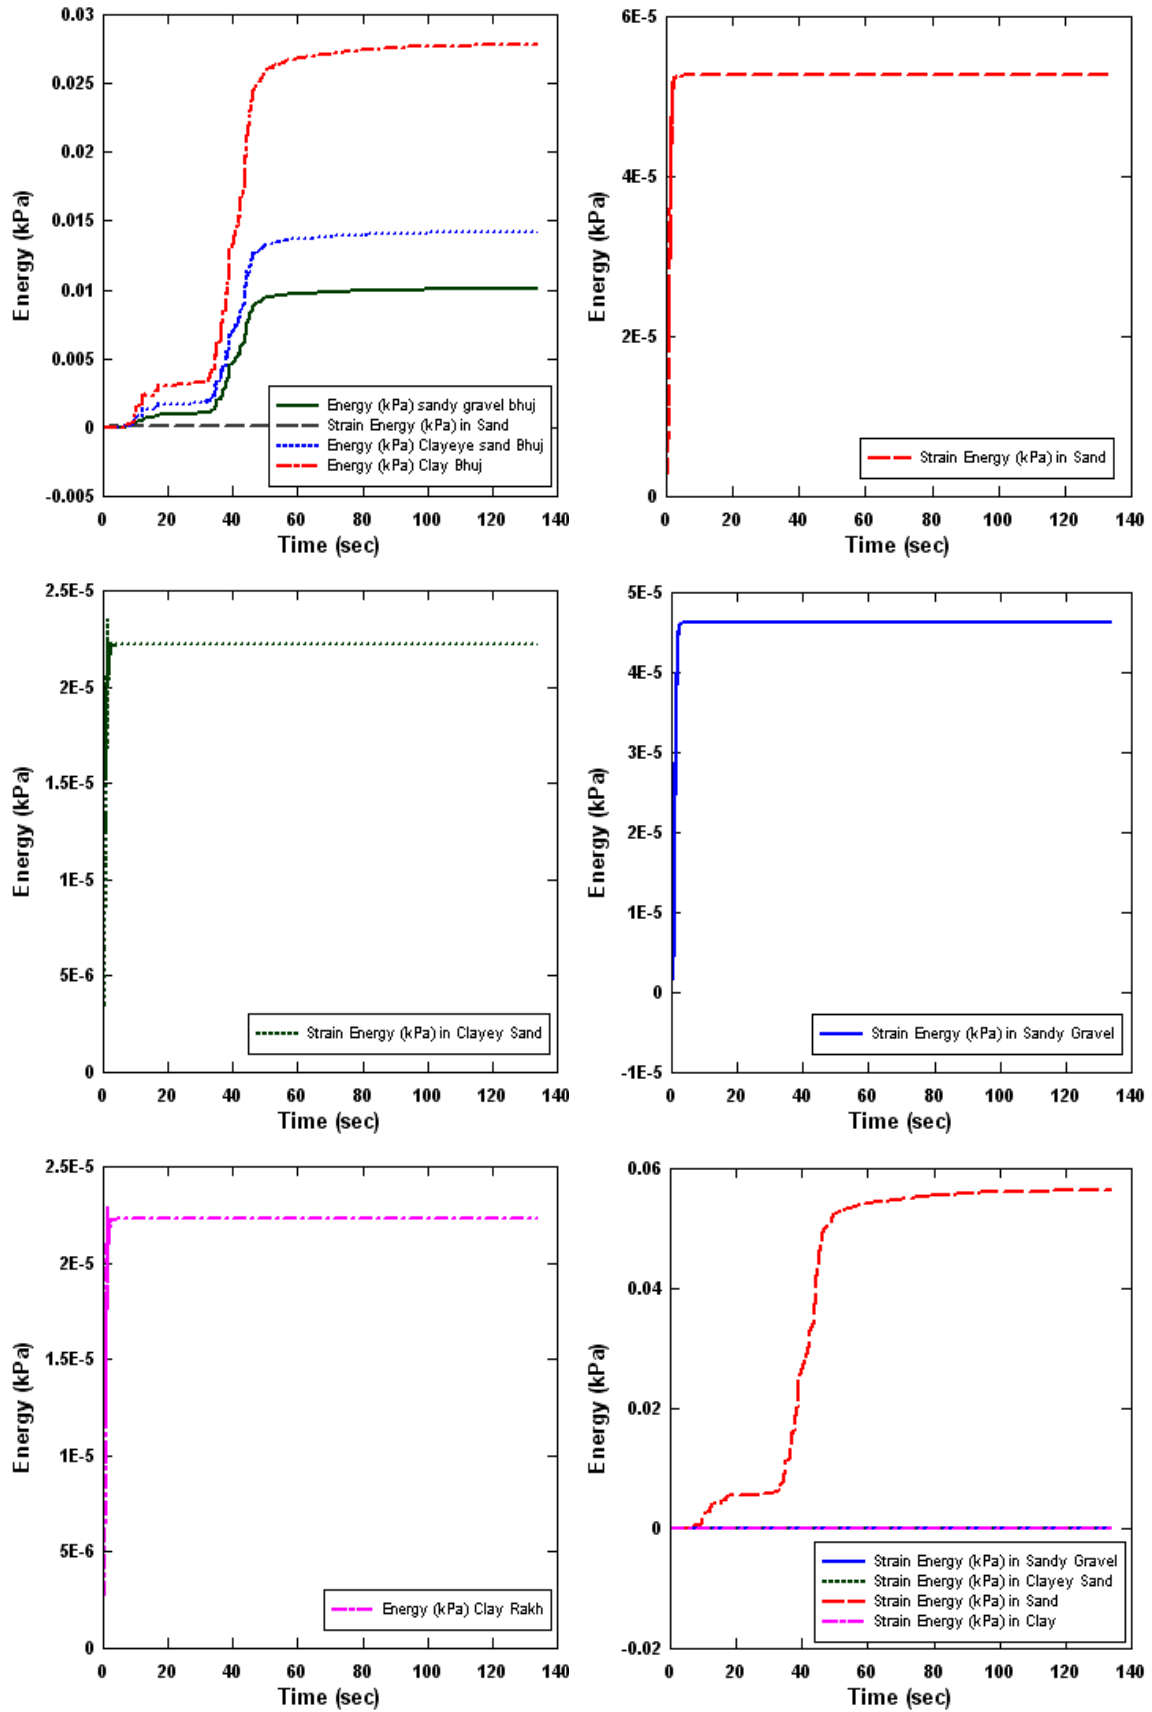 0.03
0.025
0.02
0.015
0.01
0.005
0
-0.005
Energy (kPa)
Energy (kPa) sandy gravel bhuj
Strain Energy (kPa) in Sand
Energy (kPa) Clayeye sand Bhuj
Energy (kPa) Clay Bhuj
0 20 40 60 80 100 120 140
Time (sec)
6E-5
4E-5
2E-5
0
Energy (kPa)
Strain Energy (kPa) in Sand
0 20 40 60 80 100 120 140
Time (sec)
2.5E-5
2E-5
1.5E-5
1E-5
5E-6
0
Energy (kPa)
Strain Energy (kPa) in Clayey Sand
0 20 40 60 80 100 120 140
Time (sec)
5E-5
4E-5
3E-5
2E-5
1E-5
0
-1E-5
Energy (kPa)
Strain Energy (kPa) in Sandy Gravel
0 20 40 60 80 100 120 140
Time (sec)
2.5E-5
2E-5
1.5E-5
1E-5
5E-6
0
Energy (kPa)
Energy (kPa) Clay Rakh
0 20 40 60 80 100 120 140
Time (sec)
0.06
0.04
0.02
0
-0.02
Energy (kPa)
Strain Energy (kPa) in Sandy Gravel
Strain Energy (kPa) in Clayey Sand
Strain Energy (kPa) in Sand
Strain Energy (kPa) in Clay
0 20 40 60 80 100 120 140
Time (sec)